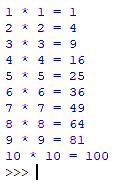 1 * 1 = 1
2 * 2 = 4
3 * 3 = 9
4 * 4 = 16
5 * 5 = 25
6 * 6 = 36
7 * 7 = 49
8 * 8 = 64
9 * 9 = 81
10 * 10 = 100
>>>